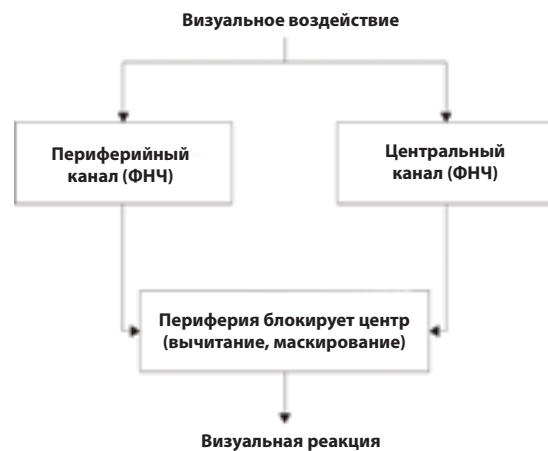 Визуальное воздействие
Периферийный
канал (ФНЧ)
Центральный
канал (ФНЧ)
Периферия блокирует центр
(вычитание, маскирование)
Визуальная реакция